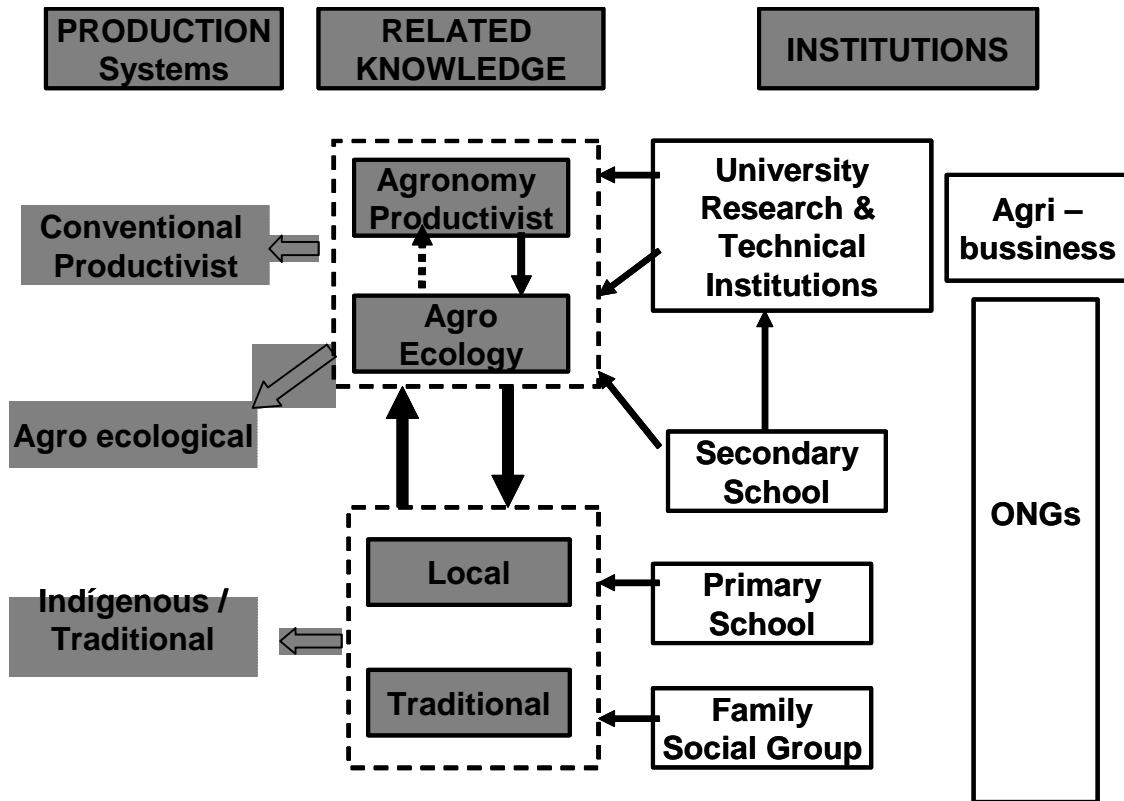 PRODUCTION
Systems
RELATED
KNOWLEDGE
INSTITUTIONS
Agronomy
Productivist
University
Research &
Technical
Institutions
Agri –
bussiness
Conventional
Productivist
Agro
Ecology
Agro ecological
Secondary
School
ONGs
Local
Primary
School
Indígenous /
Traditional
Traditional
Family
Social Group